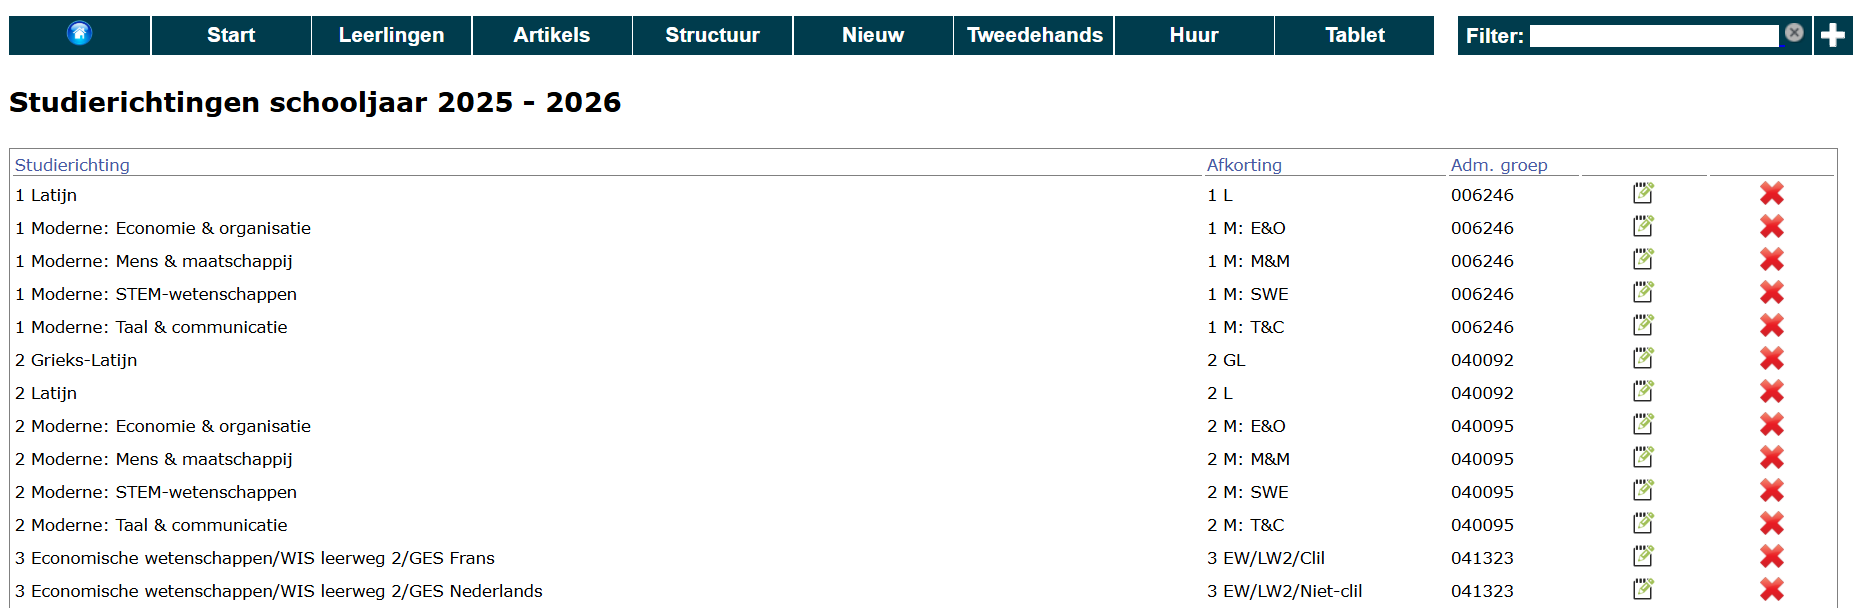 Start Leerlingen Artikels Structuur Nieuw Tweedehands Huur Tablet Filter:
Studierichtingen schooljaar 2025 - 2026
Studierichting Afkorting Adm. groep
1 Latijn 1 L 006246
1 Moderne: Economie & organisatie 1 M: E&O 006246
1 Moderne: Mens & maatschappij 1 M: M&M 006246
1 Moderne: STEM-wetenschappen 1 M: SWE 006246
1 Moderne: Taal & communicatie 1 M: T&C 006246
2 Grieks-Latijn 2 GL 040092
2 Latijn 2 L 040092
2 Moderne: Economie & organisatie 2 M: E&O 040095
2 Moderne: Mens & maatschappij 2 M: M&M 040095
2 Moderne: STEM-wetenschappen 2 M: SWE 040095
2 Moderne: Taal & communicatie 2 M: T&C 040095
3 Economische wetenschappen/WIS leerweg 2/GES Frans 3 EW/LW2/Clil 041323
3 Economische wetenschappen/WIS leerweg 2/GES Nederlands 3 EW/LW2/Niet-clil 041323